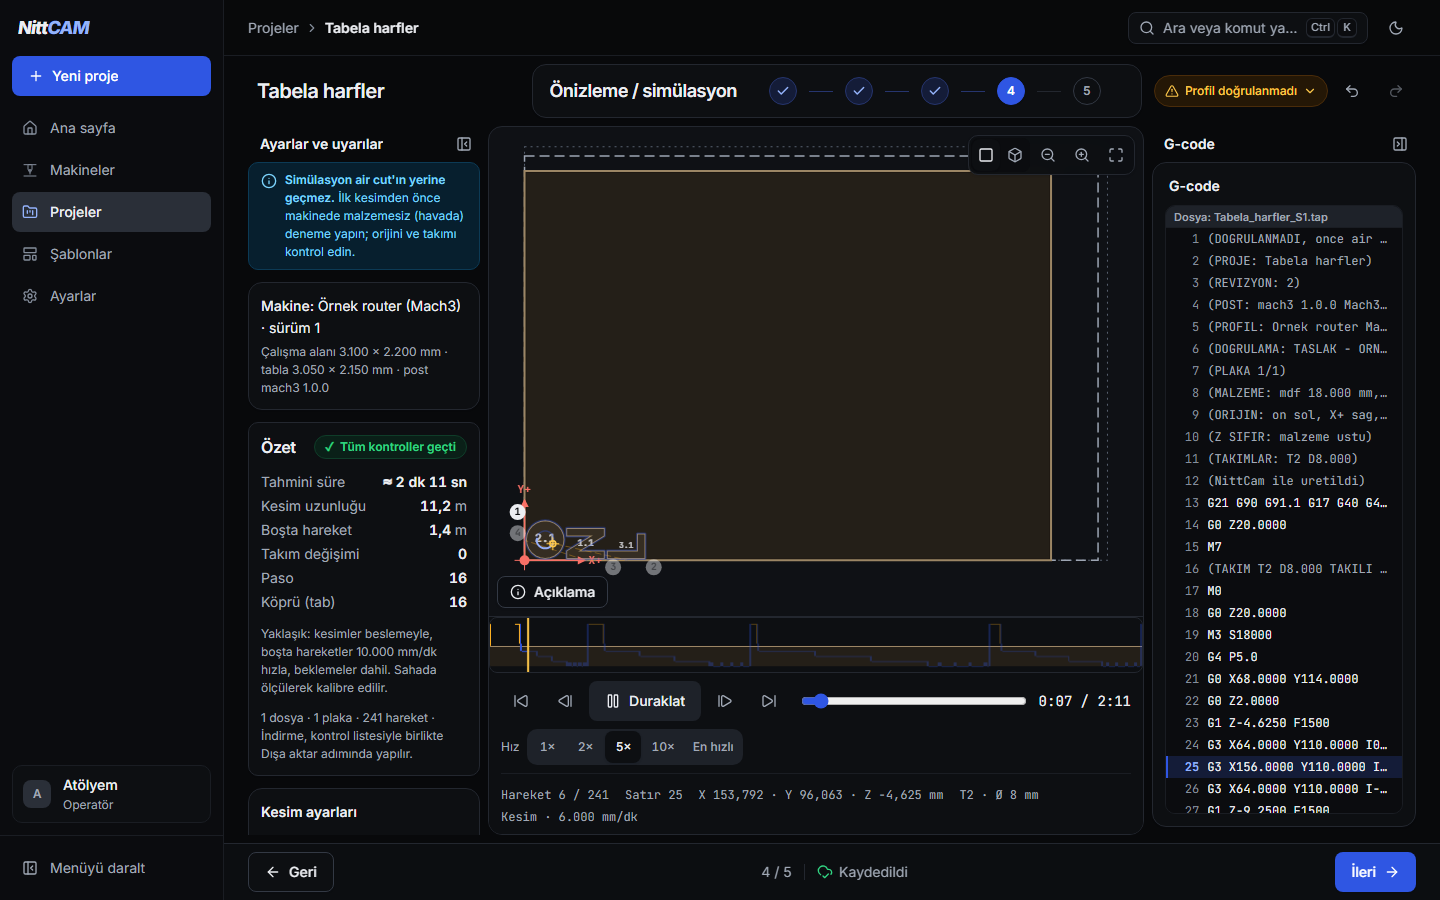 NittCAM
Yeni proje
Ana sayfa
Makineler
Projeler
Şablonlar
Ayarlar
A
Atölyem
Operatör
Menüyü daralt
Projeler > Tabela harfler
Ara veya komut ya...
Ctrl K
Tabela harfler
Önizleme / simülasyon
4
5
Profil doğrulanmadı
Ayarlar ve uyarılar
Simülasyon air cut'ın yerine
geçmez. İlk kesimden önce
makinede malzemesiz (havada)
deneme yapın; orijini ve takımı
kontrol edin.
Makine: Örnek router (Mach3)
· sürüm 1
Çalışma alanı 3.100 × 2.200 mm ·
tabla 3.050 × 2.150 mm · post
mach3 1.0.0
Özet
✓ Tüm kontroller geçti
Tahmini süre ≈ 2 dk 11 sn
Kesim uzunluğu 11,2 m
Boşta hareket 1,4 m
Takım değişimi 0
Paso 16
Köprü (tab) 16
Yaklaşık: kesimler beslemeyle,
boşta hareketler 10.000 mm/dk
hızla, beklemeler dahil. Sahada
ölçülerek kalibre edilir.
1 dosya · 1 plaka · 241 hareket ·
İndirme, kontrol listesiyle birlikte
Dışa aktar adımında yapılır.
Kesim ayarları
Y+
1
4
2.1
1.1
3.1
X+
3
2
Açıklama
Duraklat
0:07 / 2:11
Hız
1×
2×
5×
10×
En hızlı
Hareket 6 / 241 Satır 25 X 153,792 · Y 96,063 · Z -4,625 mm T2 · Ø 8 mm
Kesim · 6.000 mm/dk
G-code
G-code
Dosya: Tabela_harfler_S1.tap
1 (DOGRULANMADI, once air …
2 (PROJE: Tabela harfler)
3 (REVIZYON: 2)
4 (POST: mach3 1.0.0 Mach3…
5 (PROFIL: Ornek router Ma…
6 (DOGRULAMA: TASLAK - ORN…
7 (PLAKA 1/1)
8 (MALZEME: mdf 18.000 mm,…
9 (ORIJIN: on sol, X+ sag,…
10 (Z SIFIR: malzeme ustu)
11 (TAKIMLAR: T2 D8.000)
12 (NittCam ile uretildi)
13 G21 G90 G91.1 G17 G40 G4…
14 G0 Z20.0000
15 M7
16 (TAKIM T2 D8.000 TAKILI …
17 M0
18 G0 Z20.0000
19 M3 S18000
20 G4 P5.0
21 G0 X68.0000 Y114.0000
22 G0 Z2.0000
23 G1 Z-4.6250 F1500
24 G3 X64.0000 Y110.0000 I0…
25 G3 X156.0000 Y110.0000 I…
26 G3 X64.0000 Y110.0000 I-…
27 G1 Z-9.2500 F1500
Geri
4 / 5
Kaydedildi
İleri